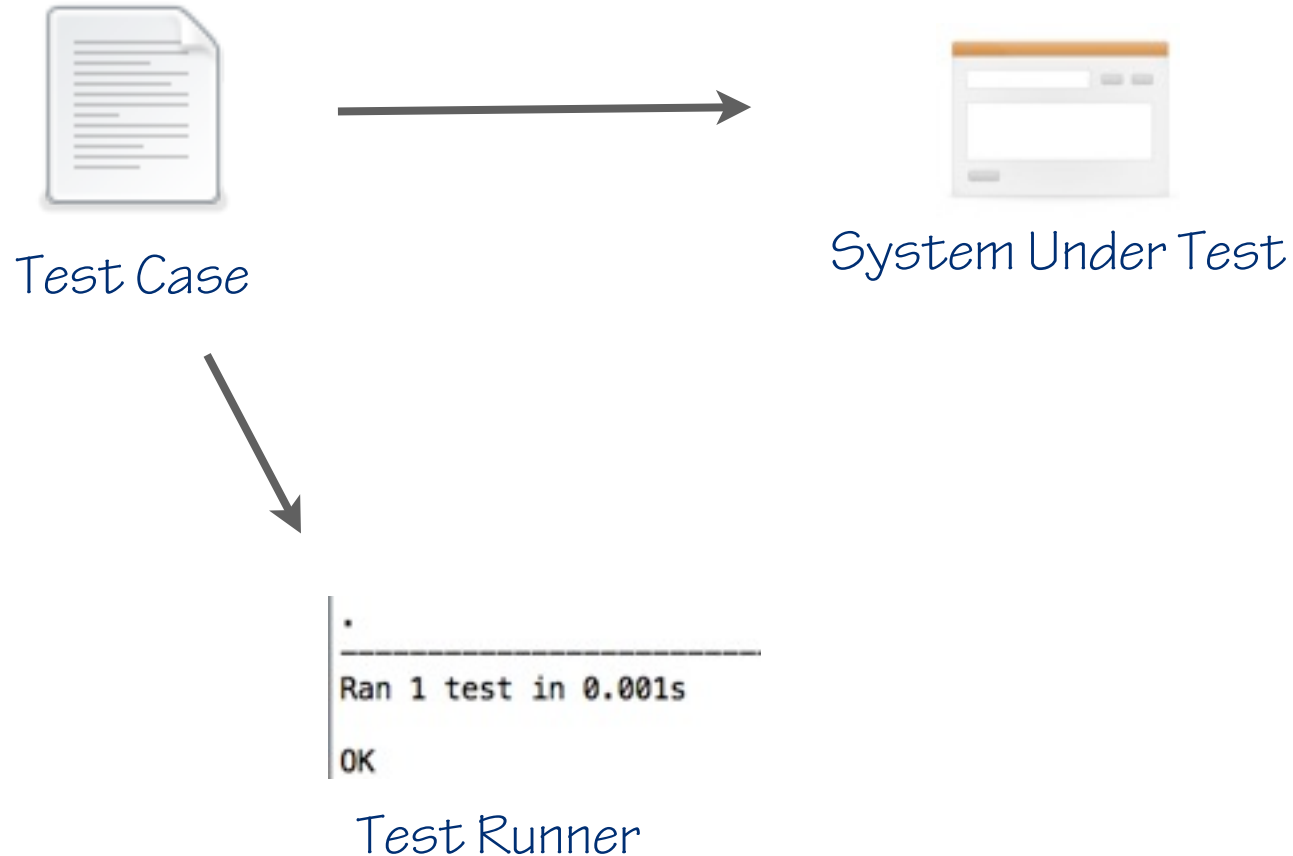 Test Case
System Under Test
.
-------------------------
Ran 1 test in 0.001s
OK
Test Runner